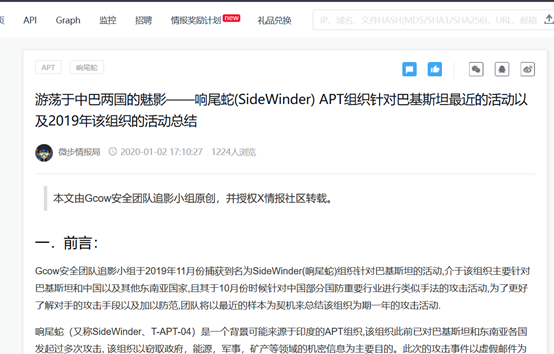 页 API Graph 监控 招聘 情报奖励计划 new 礼品兑换 IP、域名、文件HASH(MD5/SHA1/SHA256)、URL、邮箱
APT 响尾蛇
游荡于中巴两国的魅影——响尾蛇(SideWinder) APT组织针对巴基斯坦最近的活动以
及2019年该组织的活动总结
微步情报局 2020-01-02 17:10:27 1224人浏览
本文由Gcow安全团队追影小组原创，并授权X情报社区转载。
一．前言：
Gcow安全团队追影小组于2019年11月份捕获到名为SideWinder(响尾蛇)组织针对巴基斯坦的活动,介于该组织主要针对
巴基斯坦和中国以及其他东南亚国家,且其于10月份时候针对中国部分国防重要行业进行类似手法的攻击活动,为了更好
了解对手的攻击手段以及加以防范,团队将以最近的样本为契机来总结该组织为期一年的攻击活动.
响尾蛇（又称SideWinder、T-APT-04）是一个背景可能来源于印度的APT组织,该组织此前已对巴基斯坦和东南亚各国
发起过多次攻击, 该组织以窃取政府，能源，军事，矿产等领域的机密信息为主要目的。此次的攻击事件以虚假邮件为